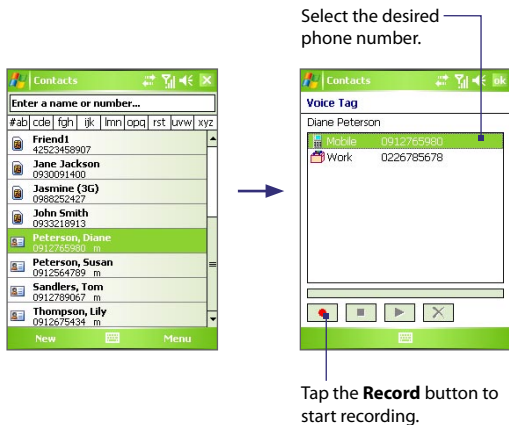 Select the desired
phone number.
Contacts
Enter a name or number...
#ab cde fgh ijk lmn opq rst uvw xyz
Friend1
42523458907
Jane Jackson
0930091400
Jasmine (3G)
0988252427
John Smith
0933218913
Peterson, Diane
0912765980 m
Peterson, Susan
0912564789 m
Sandlers, Tom
0912789067 m
Thompson, Lily
0912675434 m
New Menu
Contacts ok
Voice Tag
Diane Peterson
Mobile 0912765980
Work 0226785678
Tap the Record button to
start recording.